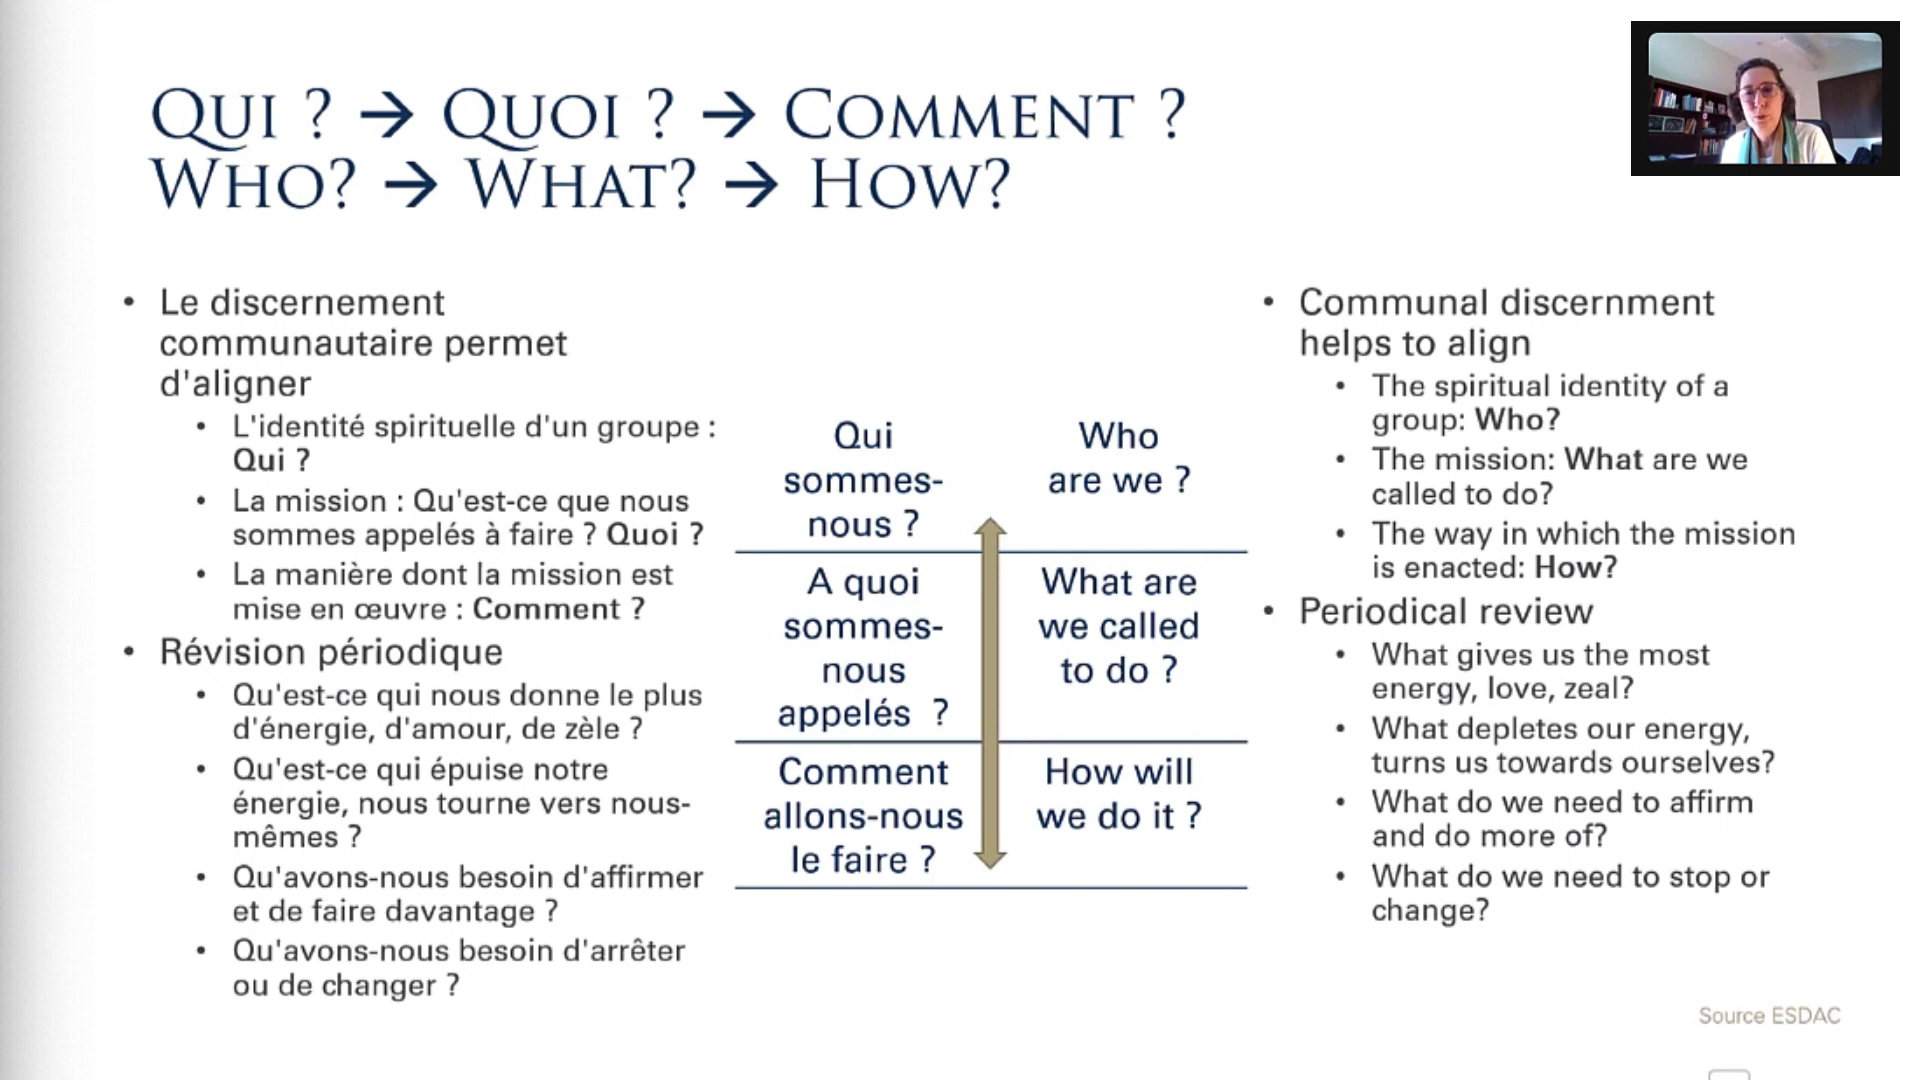 QUI ? → QUOI ? → COMMENT ?
WHO? → WHAT? → HOW?
• Le discernement
communautaire permet
d'aligner
• L'identité spirituelle d'un groupe :
Qui ?
• La mission : Qu'est-ce que nous
sommes appelés à faire ? Quoi ?
• La manière dont la mission est
mise en œuvre : Comment ?
• Révision périodique
• Qu'est-ce qui nous donne le plus
d'énergie, d'amour, de zèle ?
• Qu'est-ce qui épuise notre
énergie, nous tourne vers nous-
mêmes ?
• Qu'avons-nous besoin d'affirmer
et de faire davantage ?
• Qu'avons-nous besoin d'arrêter
ou de changer ?
Qui
sommes-
nous ?
Who
are we ?
A quoi
sommes-
nous
appelés ?
What are
we called
to do ?
Comment
allons-nous
le faire ?
How will
we do it ?
• Communal discernment
helps to align
• The spiritual identity of a
group: Who?
• The mission: What are we
called to do?
• The way in which the mission
is enacted: How?
• Periodical review
• What gives us the most
energy, love, zeal?
• What depletes our energy,
turns us towards ourselves?
• What do we need to affirm
and do more of?
• What do we need to stop or
change?
Source ESDAC